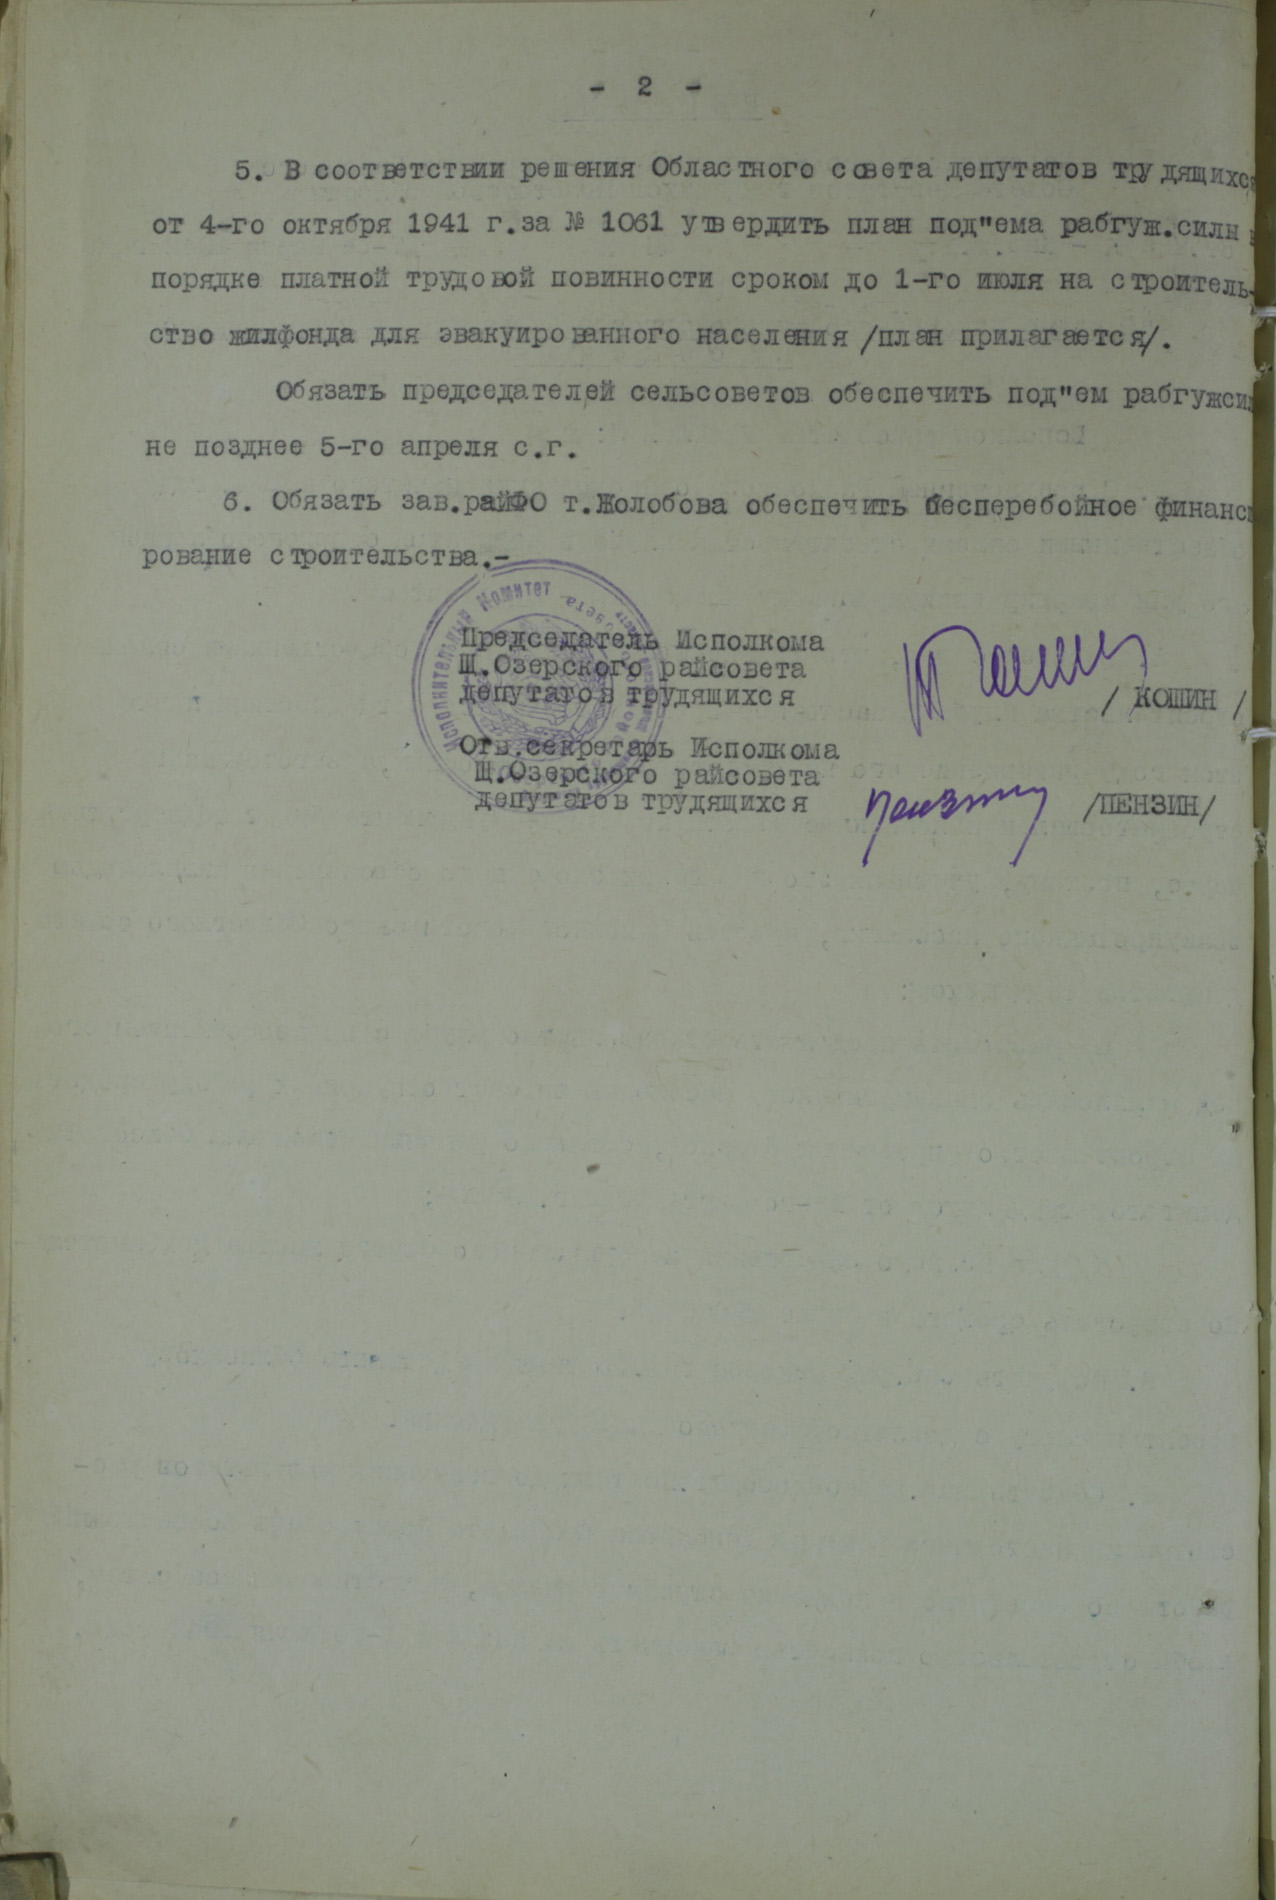 - 2 -
5. В соответствии решения Областного совета депутатов трудящихся
от 4-го октября 1941 г.за № 1061 утвердить план под"ема рабгуж.силы в
порядке платной трудовой повинности сроком до 1-го июля на строитель-
ство жилфонда для эвакуированного населения /план прилагается/.
Обязать председателей сельсоветов обеспечить под"ем рабгужсил
не позднее 5-го апреля с.г.
6. Обязать зав.райФО т.Жолобова обеспечить бесперебойное финанси
рование строительства.-
Исполнительный Комитет
Председатель Исполкома
Щ.Озерского райсовета
депутатов трудящихся
/ КОШИН /
Отв.секретарь Исполкома
Щ.Озерского райсовета
депутатов трудящихся
Пензин /ПЕНЗИН/